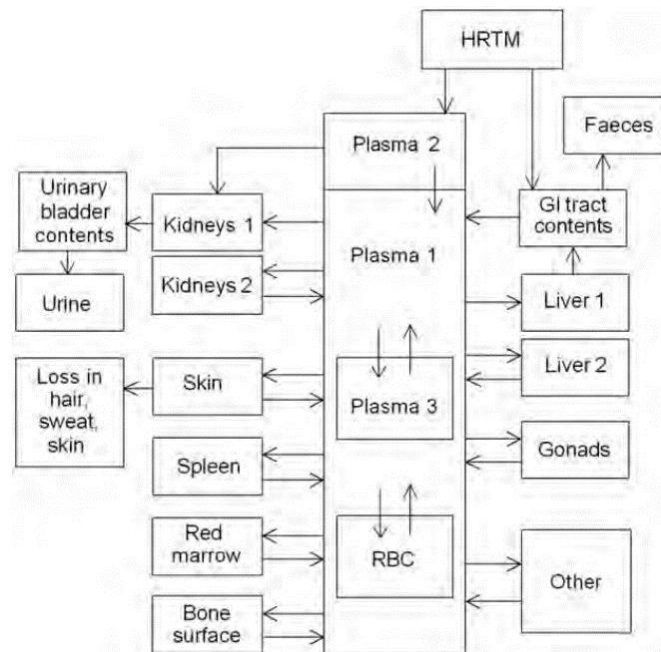 HRTM
Faeces
Plasma 2
Urinary
bladder
contents
Kidneys 1
GI tract
contents
Plasma 1
Kidneys 2
Urine
Liver 1
Liver 2
Loss in
hair,
sweat,
skin
Skin
Plasma 3
Gonads
Spleen
Red
marrow
RBC
Other
Bone
surface